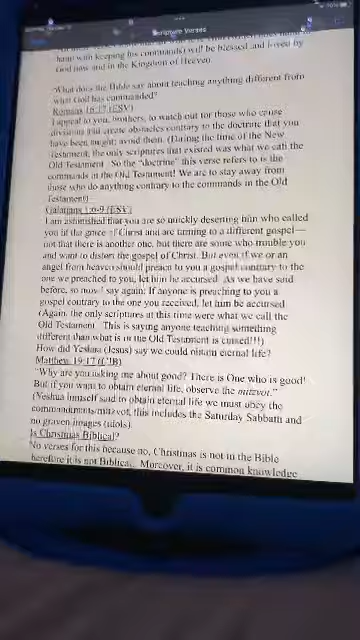 Scripture Verses
hand with keeping his commands) will be blessed and loved by
God now and in the Kingdom of Heaven
What does the Bible say about teaching anything different from
what God has commanded?
Romans 16:17 (ESV)
I appeal to you, brothers, to watch out for those who cause
divisions and create obstacles contrary to the doctrine that you
have been taught; avoid them. (During the time of the New
Testament, the only scriptures that existed was what we call the
Old Testament. So the "doctrine" this verse refers to is the
commands in the Old Testament! We are to stay away from
those who do anything contrary to the commands in the Old
Testament!)
Galatians 1:6-9 (ESV)
I am astonished that you are so quickly deserting him who called
you in the grace of Christ and are turning to a different gospel—
not that there is another one, but there are some who trouble you
and want to distort the gospel of Christ. But even if we or an
angel from heaven should preach to you a gospel contrary to the
one we preached to you, let him be accursed. As we have said
before, so now I say again: If anyone is preaching to you a
gospel contrary to the one you received, let him be accursed.
(Again, the only scriptures at this time were what we call the
Old Testament. This is saying anyone teaching something
different than what is in the Old Testament is cursed!!!)
How did Yeshua (Jesus) say we could obtain eternal life?
Matthew 19:17 (CJB)
"Why are you asking me about good? There is One who is good!
But if you want to obtain eternal life, observe the mitzvot."
(Yeshua himself said to obtain eternal life we must obey the
commandments/mitzvot, this includes the Saturday Sabbath and
no graven images (idols).
Is Christmas Biblical?
No verses for this because no, Christmas is not in the Bible
therefore it is not Biblical. Moreover, it is common knowledge